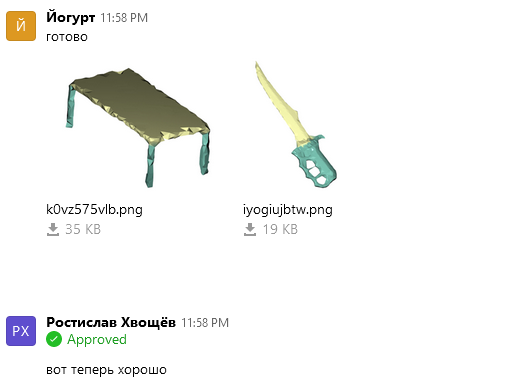 Й
Йогурт 11:58 PM
готово
k0vz575vlb.png
iyogiujbtw.png
35 KB
19 KB
РХ
Ростислав Хвощёв 11:58 PM
Approved
вот теперь хорошо